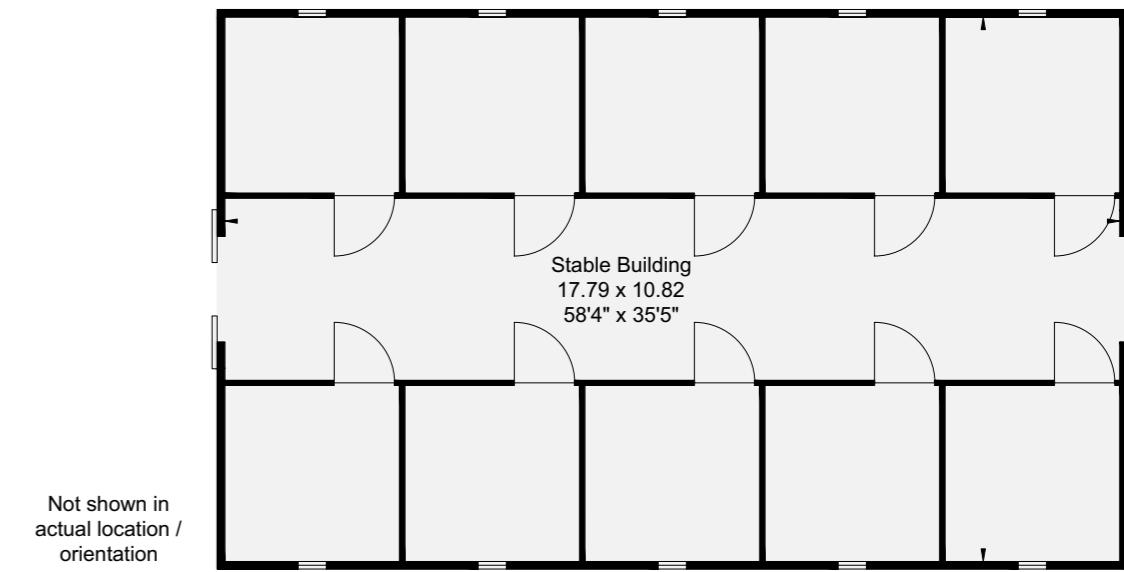 Stable Building
17.79 x 10.82
58'4" x 35'5"
Not shown in
actual location /
orientation